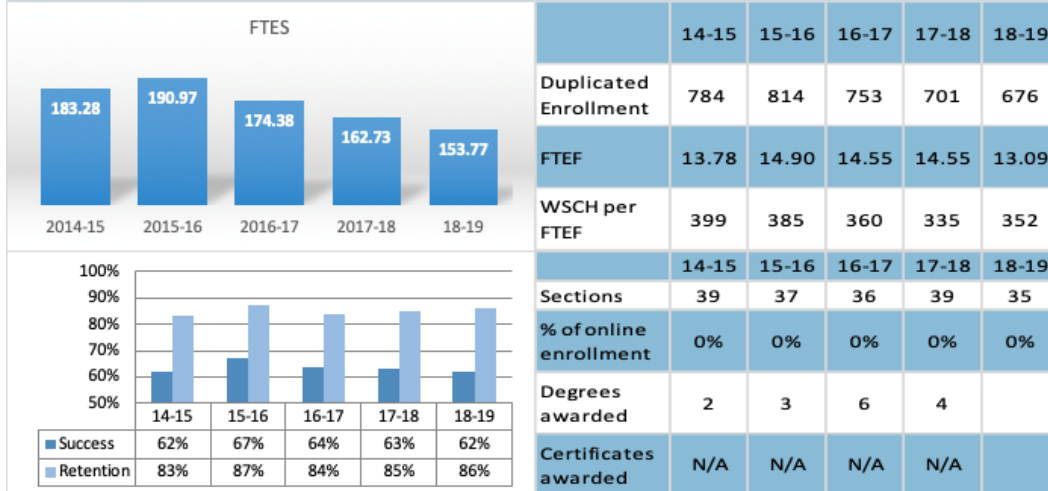 FTES
183.28
190.97
174.38
162.73
153.77
2014-15 2015-16 2016-17 2017-18 18-19
100%
90%
80%
70%
60%
50%
14-15 15-16 16-17 17-18 18-19
Success 62% 67% 64% 63% 62%
Retention 83% 87% 84% 85% 86%
14-15 15-16 16-17 17-18 18-19
Duplicated
Enrollment 784 814 753 701 676
FTEF 13.78 14.90 14.55 14.55 13.09
WSCH per
FTEF 399 385 360 335 352
14-15 15-16 16-17 17-18 18-19
Sections 39 37 36 39 35
% of online
enrollment 0% 0% 0% 0% 0%
Degrees
awarded 2 3 6 4
Certificates
awarded N/A N/A N/A N/A